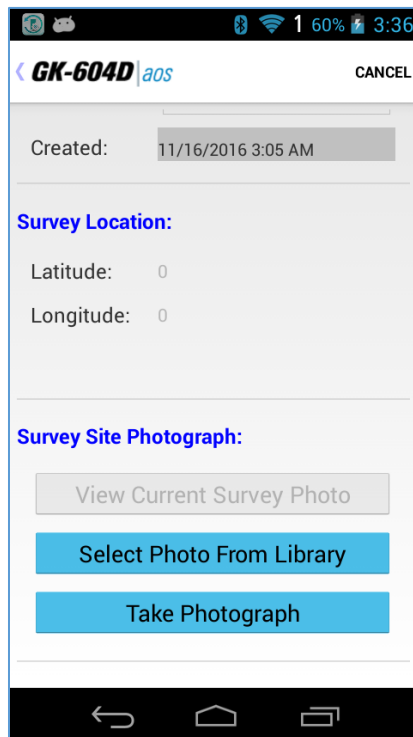 1 60% 3:36
GK-604D aos CANCEL
Created: 11/16/2016 3:05 AM
Survey Location:
Latitude: 0
Longitude: 0
Survey Site Photograph:
View Current Survey Photo
Select Photo From Library
Take Photograph